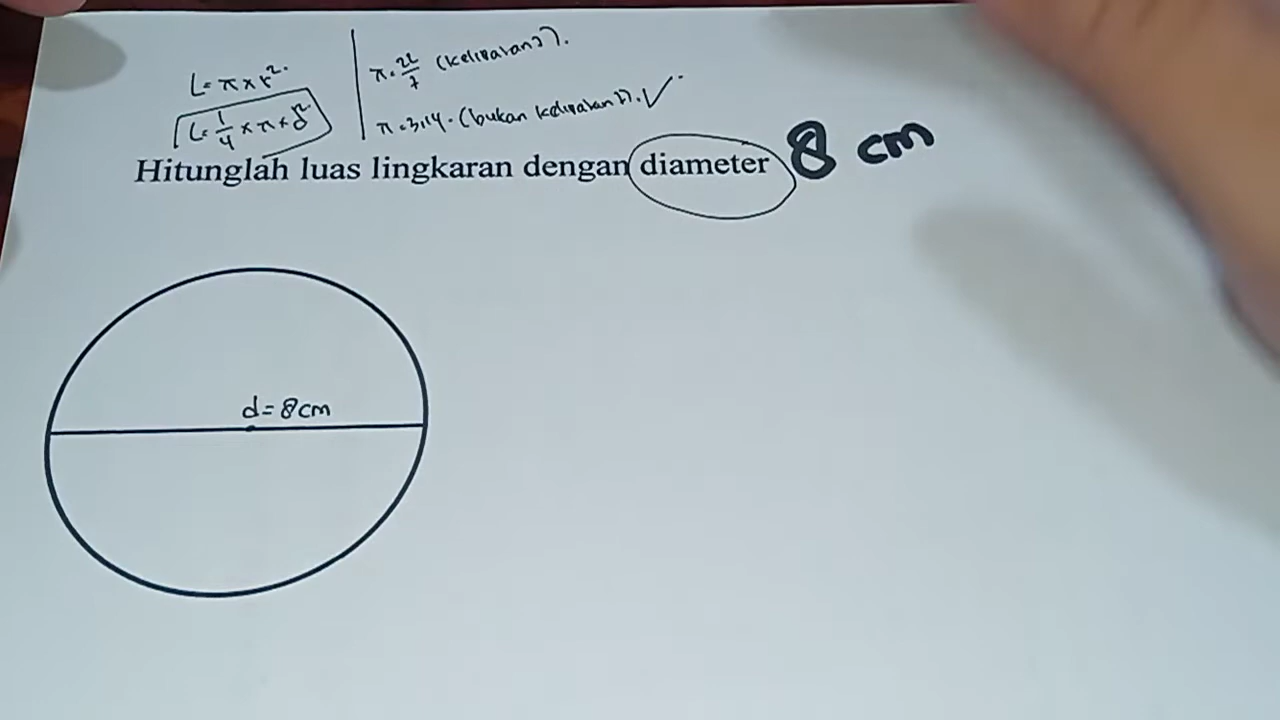 L= π x r².
L= 1/4 x π x d²
π = 22/7 (kelipatan 7).
π = 3,14. (bukan kelipatan 7). ✓
Hitunglah luas lingkaran dengan diameter 8 cm
d= 8cm